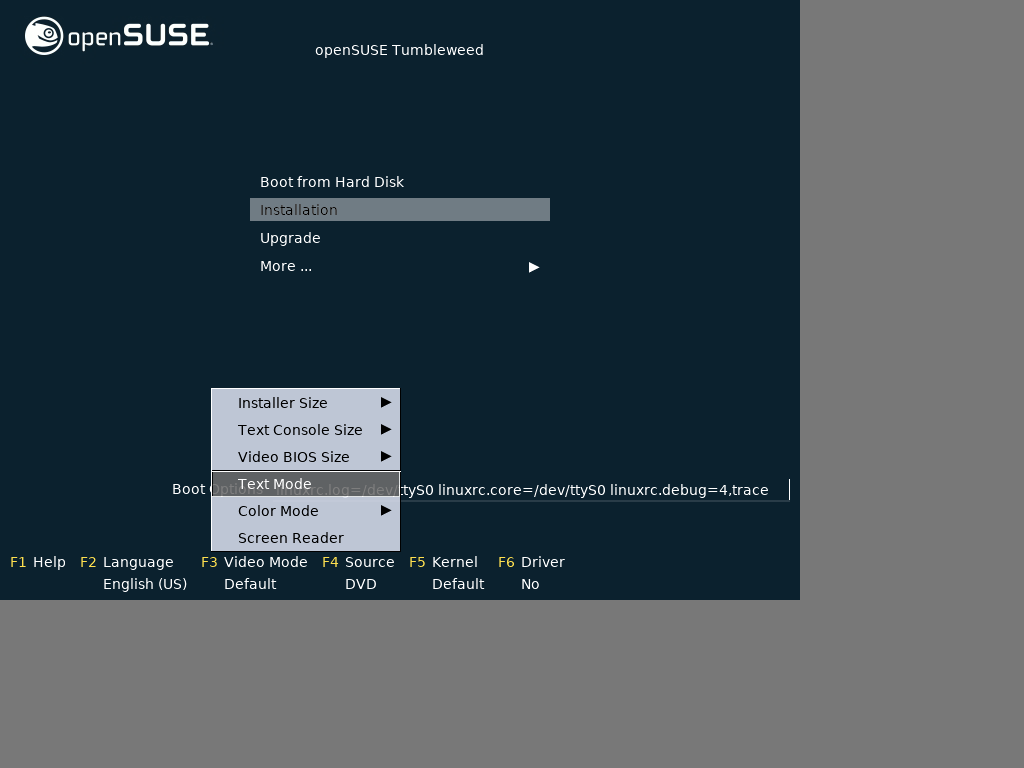 openSUSE
openSUSE Tumbleweed
Boot from Hard Disk
Installation
Upgrade
More ...
Installer Size
Text Console Size
Video BIOS Size
Text Mode
Boot Options linuxrc.log=/dev/ttyS0 linuxrc.core=/dev/ttyS0 linuxrc.debug=4,trace
Color Mode
Screen Reader
F1 Help F2 Language F3 Video Mode F4 Source F5 Kernel F6 Driver
English (US) Default DVD Default No